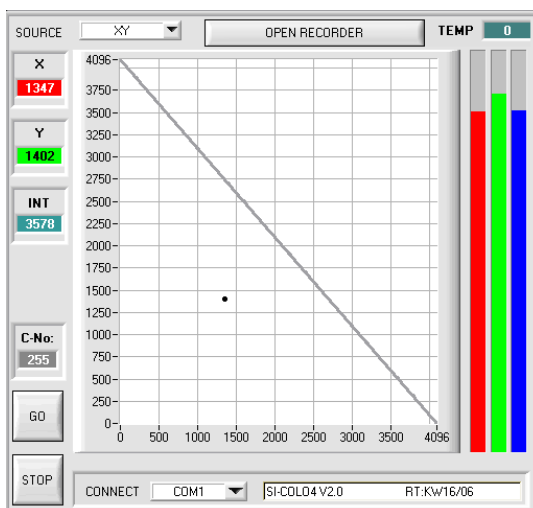 SOURCE XY OPEN RECORDER TEMP 0
X
1347
Y
1402
INT
3578
C-No:
255
GO
STOP
4096
3750
3500
3250
3000
2750
2500
2250
2000
1750
1500
1250
1000
750
500
250
0
0 500 1000 1500 2000 2500 3000 3500 4096
CONNECT COM1 SI-COLO4 V2.0 RT:KW16/06